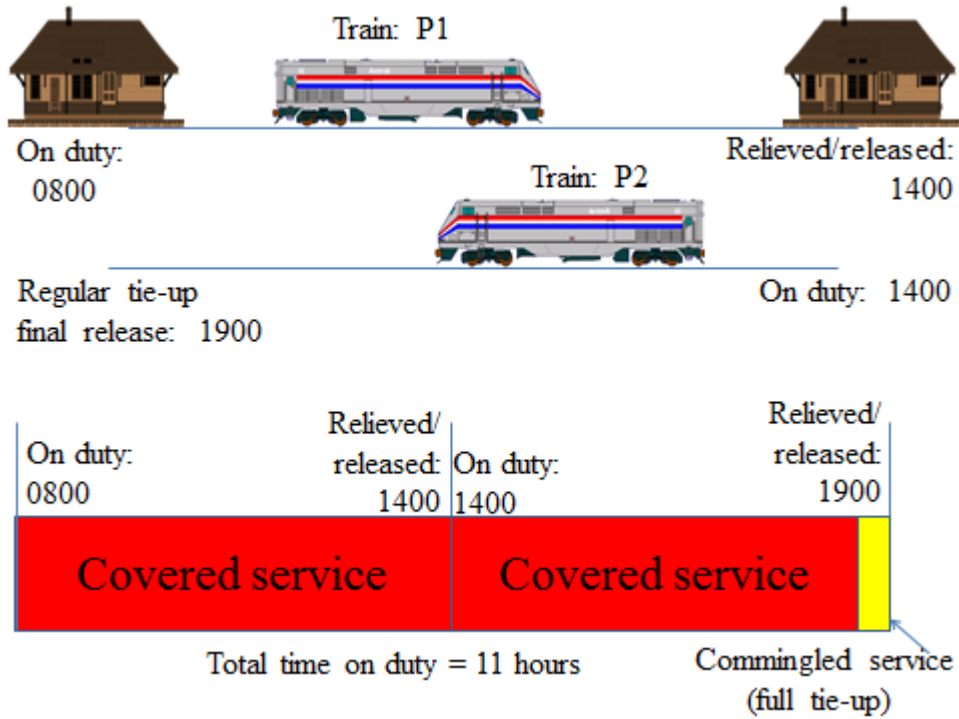 Train: P1
On duty:
0800
Relieved/released:
1400
Train: P2
Regular tie-up
final release: 1900
On duty: 1400
On duty:
0800
Relieved/
released:
1400
On duty:
1400
Relieved/
released:
1900
Covered service
Covered service
Total time on duty = 11 hours
Commingled service
(full tie-up)